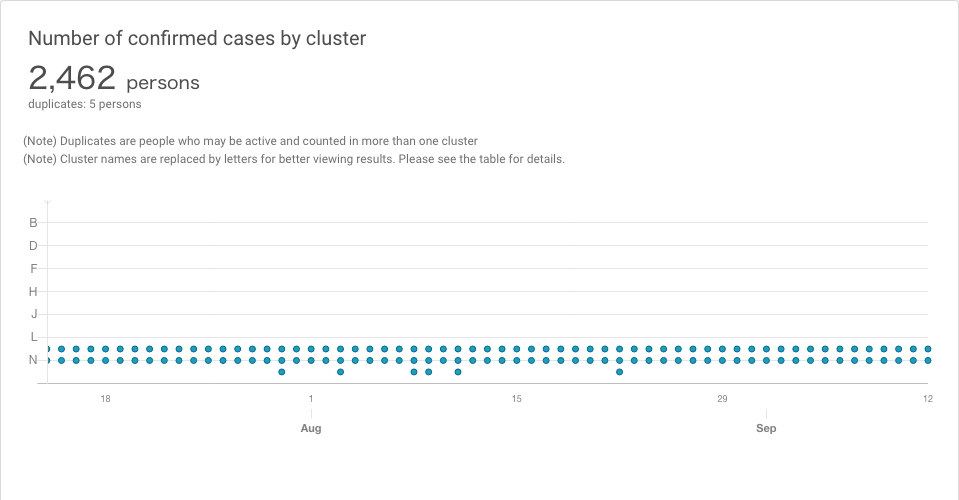 Number of confirmed cases by cluster
2,462 persons
duplicates: 5 persons
(Note) Duplicates are people who may be active and counted in more than one cluster
(Note) Cluster names are replaced by letters for better viewing results. Please see the table for details.
B
D
F
H
J
L
N
18 1 15 29 12
Aug Sep